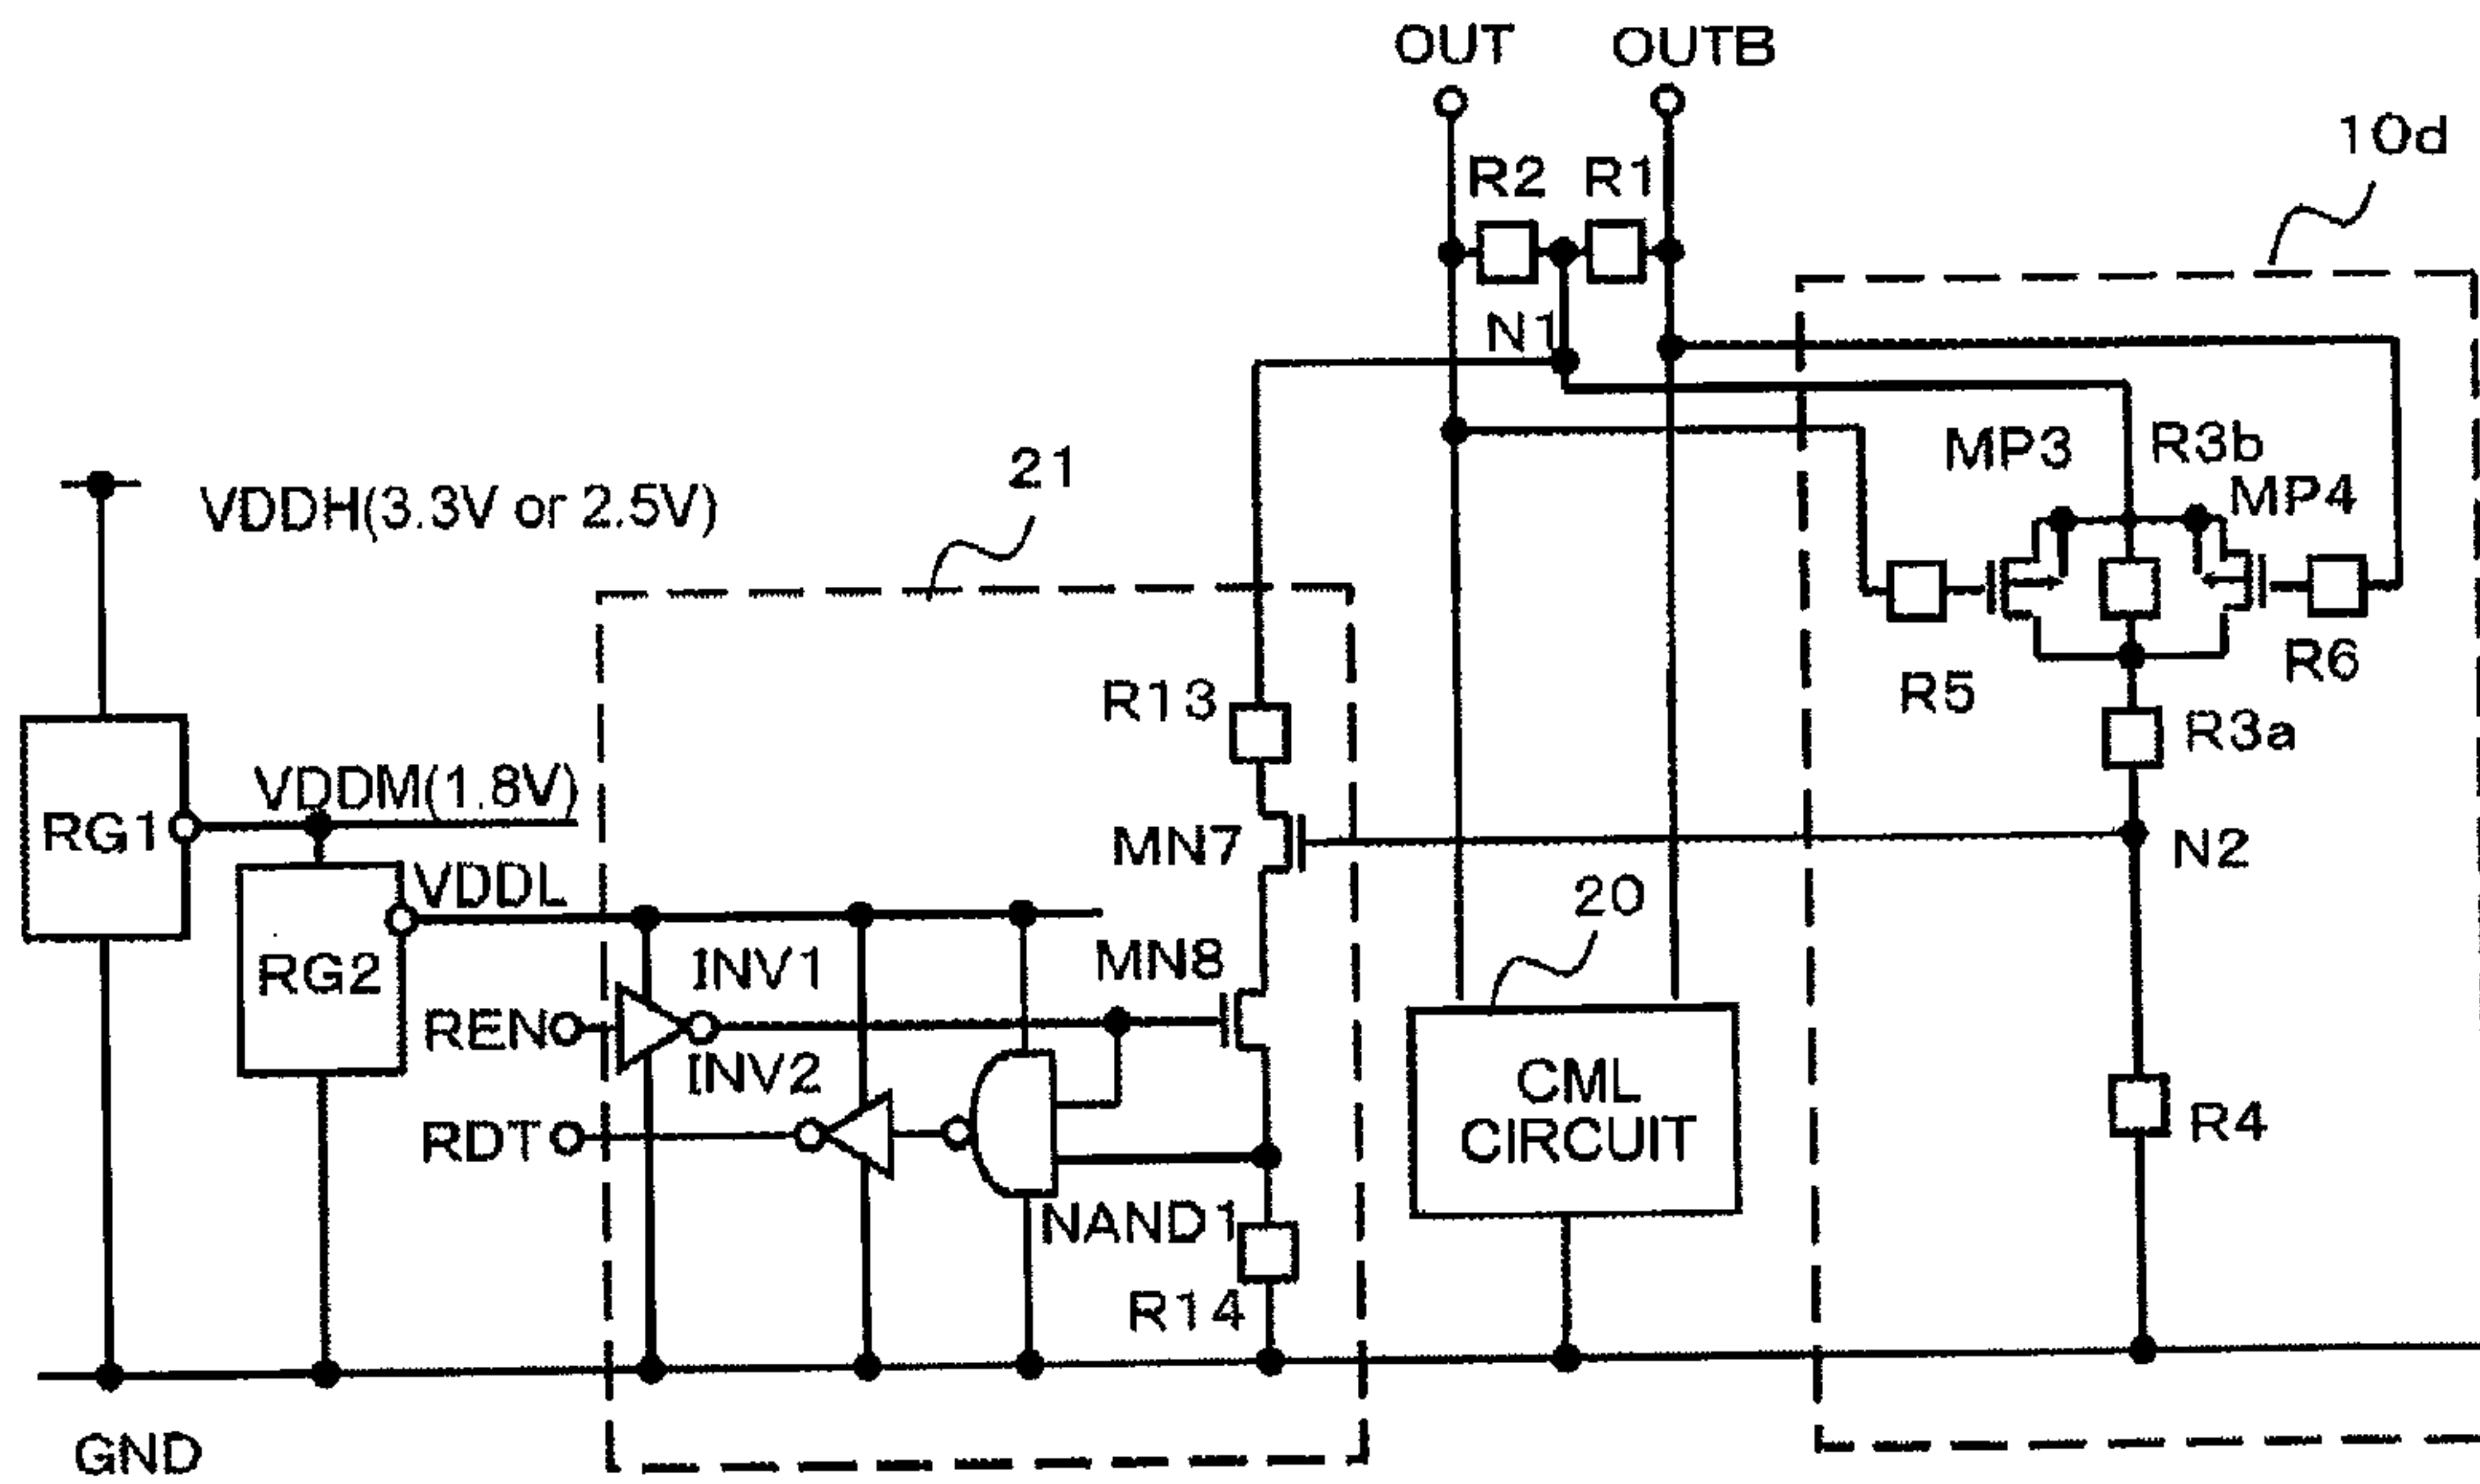 OUT
OUTB
10d
R2
R1
N1
MP3
R3b
MP4
21
VDDH(3.3V or 2.5V)
R5
R6
R13
R3a
VDDM(1.8V)
RG1
MN7
N2
VDDL
20
RG2
INV1
MN8
REN
INV2
CML
CIRCUIT
RDT
R4
NAND1
R14
GND